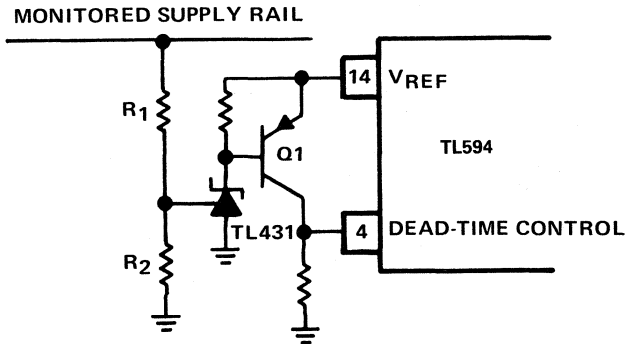 MONITORED SUPPLY RAIL
14
VREF
R1
Q1
TL594
TL431
4
DEAD-TIME CONTROL
R2